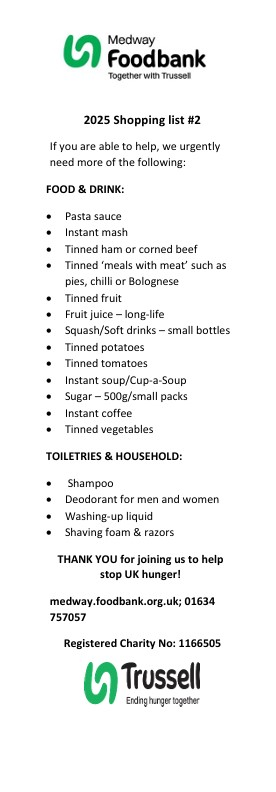 Medway
Foodbank
Together with Trussell
2025 Shopping list #2
If you are able to help, we urgently
need more of the following:
FOOD & DRINK:
• Pasta sauce
• Instant mash
• Tinned ham or corned beef
• Tinned ‘meals with meat’ such as
pies, chilli or Bolognese
• Tinned fruit
• Fruit juice – long-life
• Squash/Soft drinks – small bottles
• Tinned potatoes
• Tinned tomatoes
• Instant soup/Cup-a-Soup
• Sugar – 500g/small packs
• Instant coffee
• Tinned vegetables
TOILETRIES & HOUSEHOLD:
• Shampoo
• Deodorant for men and women
• Washing-up liquid
• Shaving foam & razors
THANK YOU for joining us to help
stop UK hunger!
medway.foodbank.org.uk; 01634
757057
Registered Charity No: 1166505
Trussell
Ending hunger together